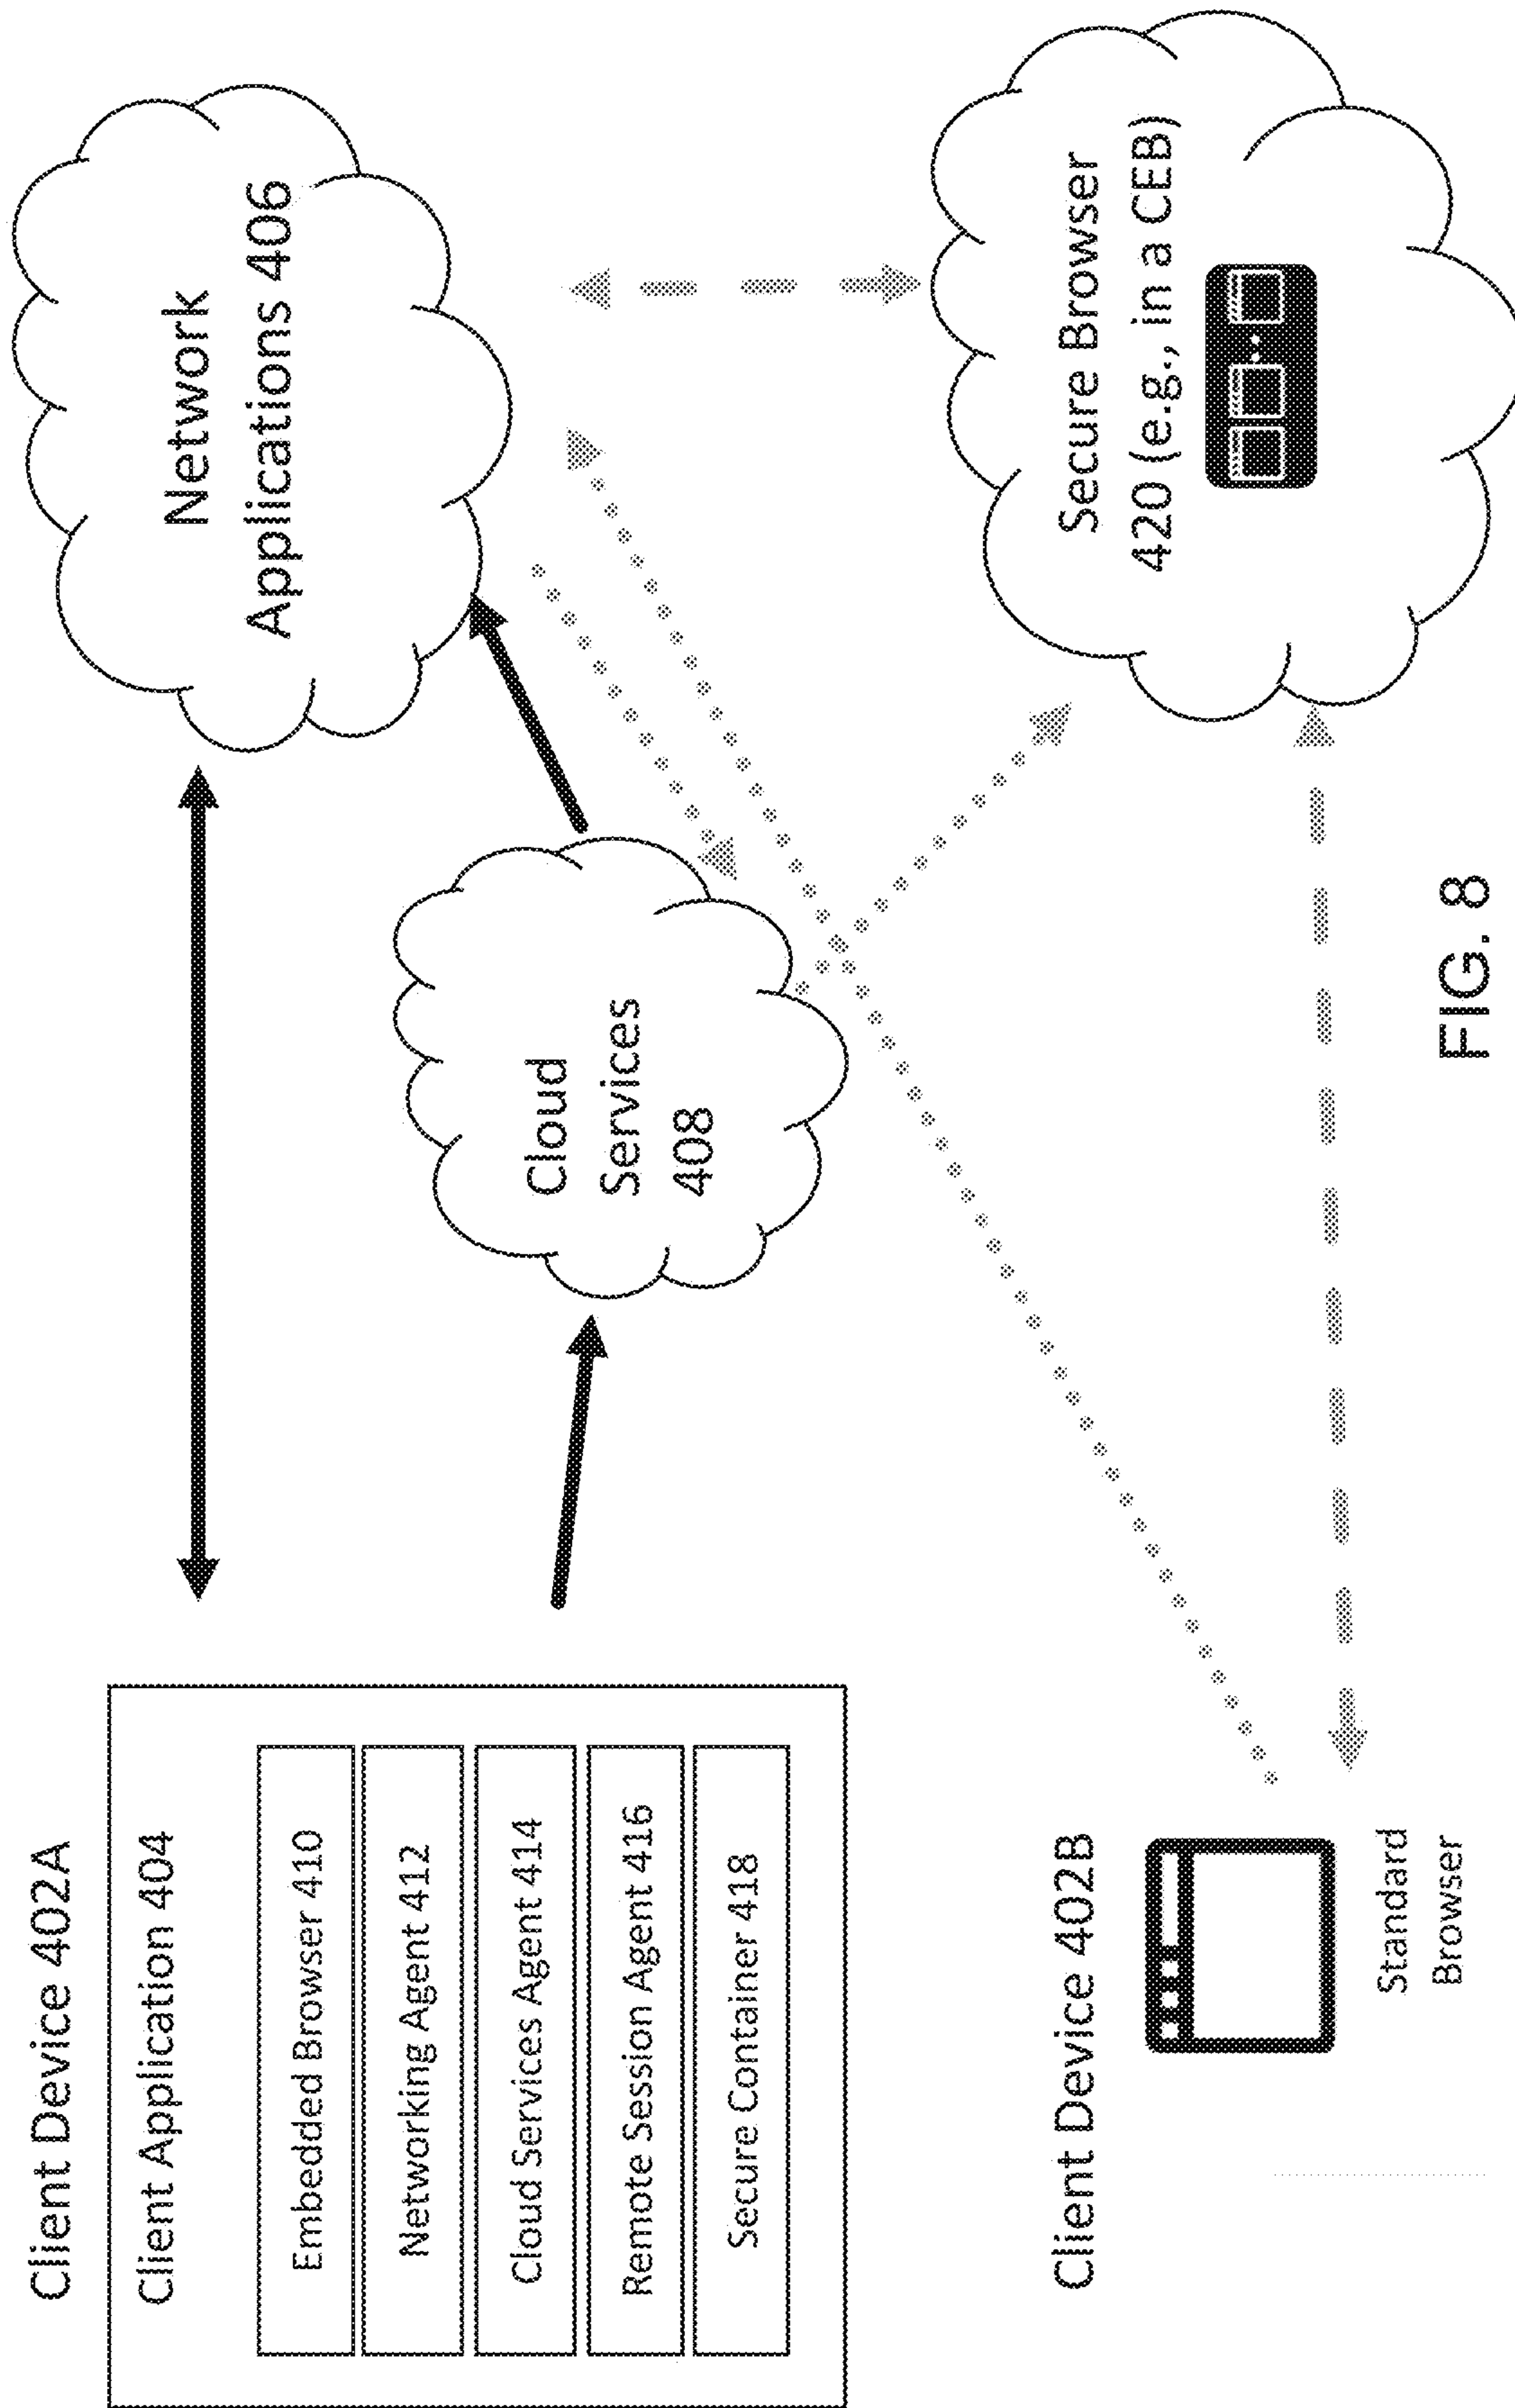 Client Device 402A
Client Application 404
Embedded Browser 410
Networking Agent 412
Cloud Services Agent 414
Remote Session Agent 416
Secure Container 418
Network
Applications 406
Cloud
Services
408
Client Device 402B
Standard
Browser
Secure Browser
420 (e.g., in a CEB)
FIG. 8